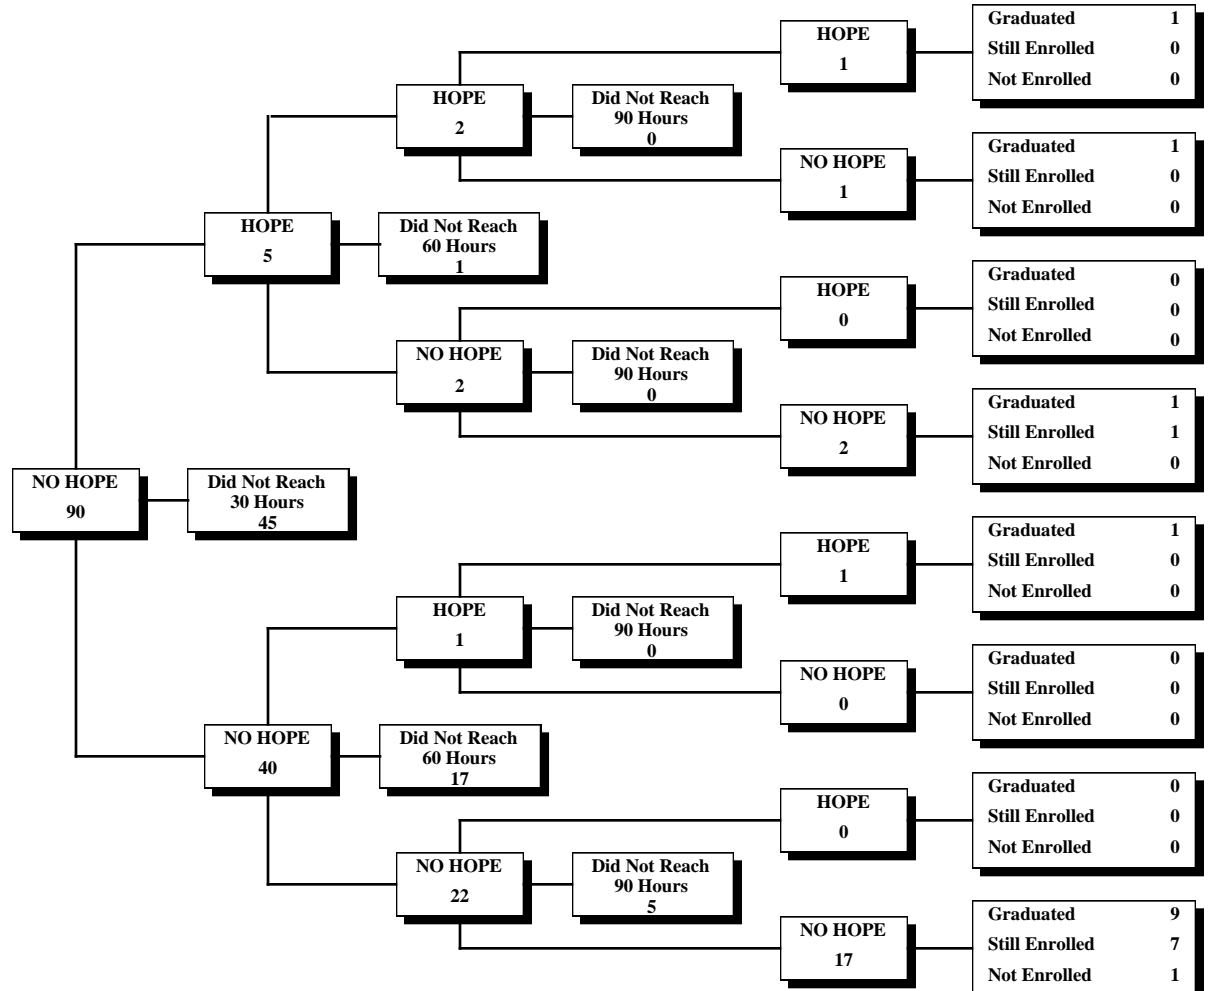 HOPE
1
Graduated 1
Still Enrolled 0
Not Enrolled 0
HOPE
2
Did Not Reach
90 Hours
0
NO HOPE
1
Graduated 1
Still Enrolled 0
Not Enrolled 0
HOPE
5
Did Not Reach
60 Hours
1
HOPE
0
Graduated 0
Still Enrolled 0
Not Enrolled 0
NO HOPE
2
Did Not Reach
90 Hours
0
NO HOPE
2
Graduated 1
Still Enrolled 1
Not Enrolled 0
NO HOPE
90
Did Not Reach
30 Hours
45
HOPE
1
Graduated 1
Still Enrolled 0
Not Enrolled 0
HOPE
1
Did Not Reach
90 Hours
0
NO HOPE
0
Graduated 0
Still Enrolled 0
Not Enrolled 0
NO HOPE
40
Did Not Reach
60 Hours
17
HOPE
0
Graduated 0
Still Enrolled 0
Not Enrolled 0
NO HOPE
22
Did Not Reach
90 Hours
5
NO HOPE
17
Graduated 9
Still Enrolled 7
Not Enrolled 1